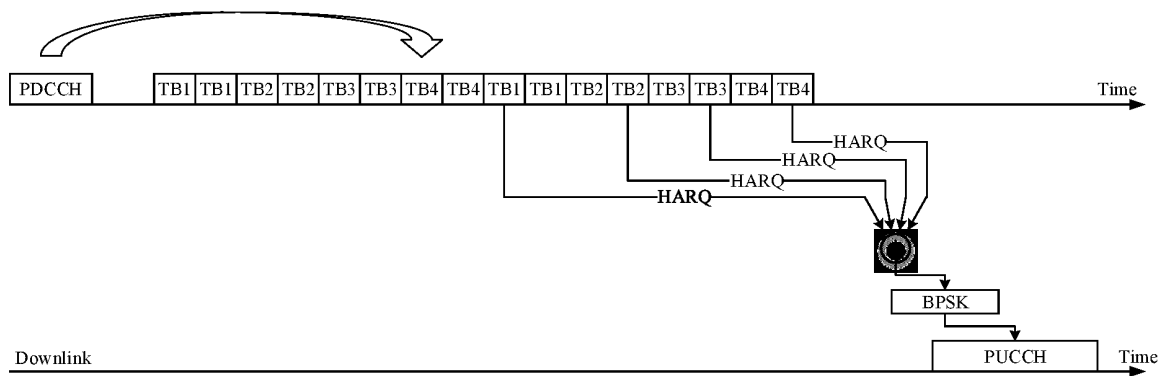 PDCCH TB1 TB1 TB2 TB2 TB3 TB3 TB4 TB4 TB1 TB1 TB2 TB2 TB3 TB3 TB4 TB4 Time
HARQ
HARQ
HARQ
HARQ
BPSK
Downlink PUCCH Time